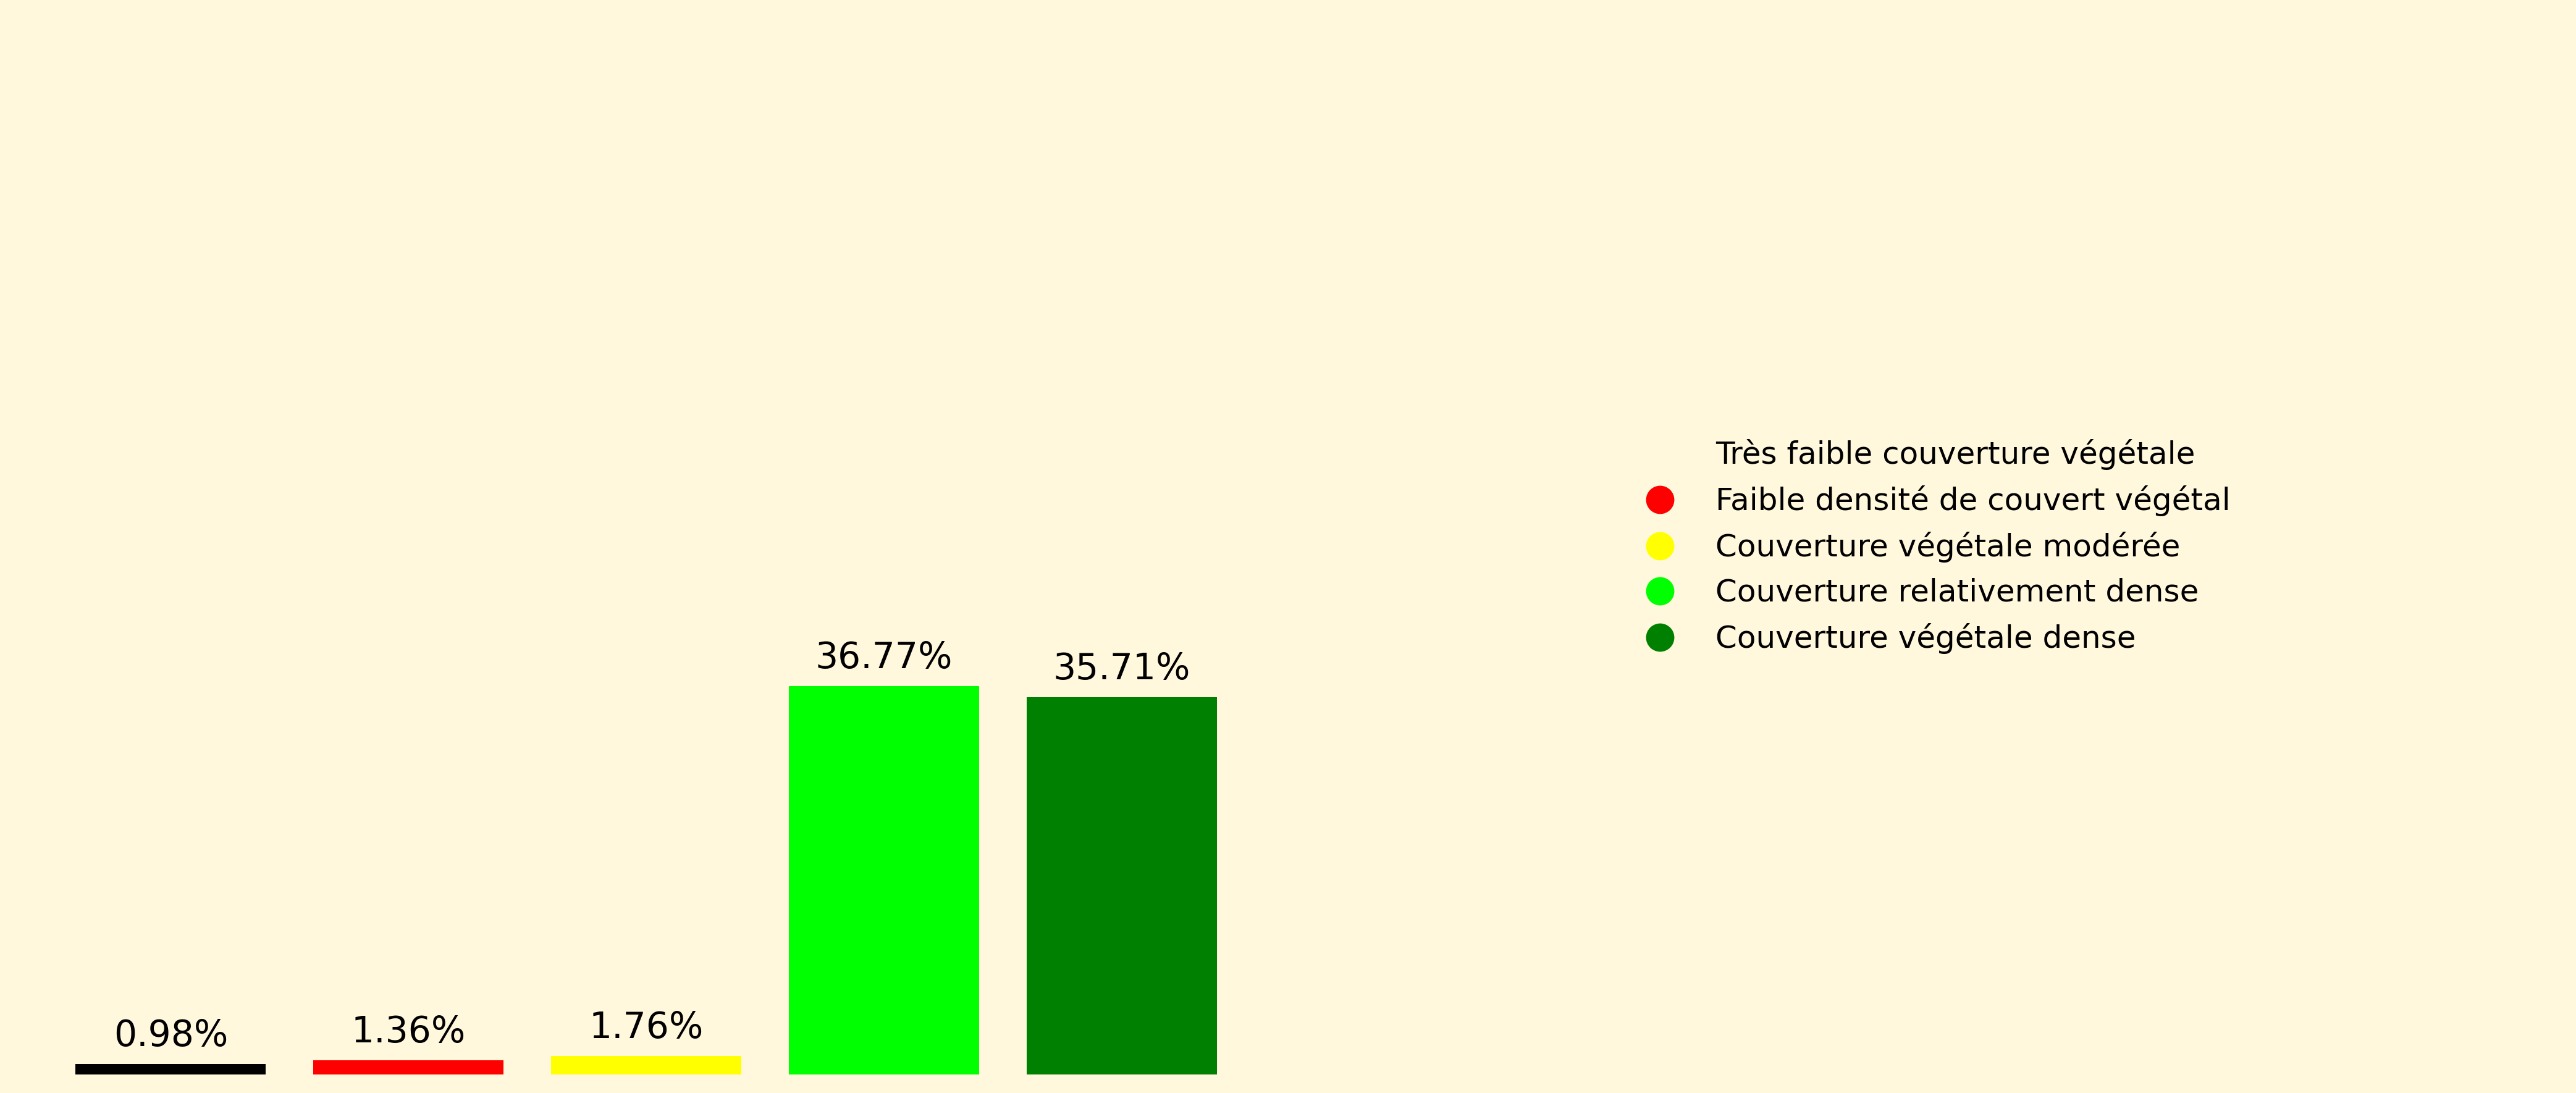 Très faible couverture végétale
Faible densité de couvert végétal
Couverture végétale modérée
Couverture relativement dense
Couverture végétale dense
36.77%
35.71%
0.98%
1.36%
1.76%